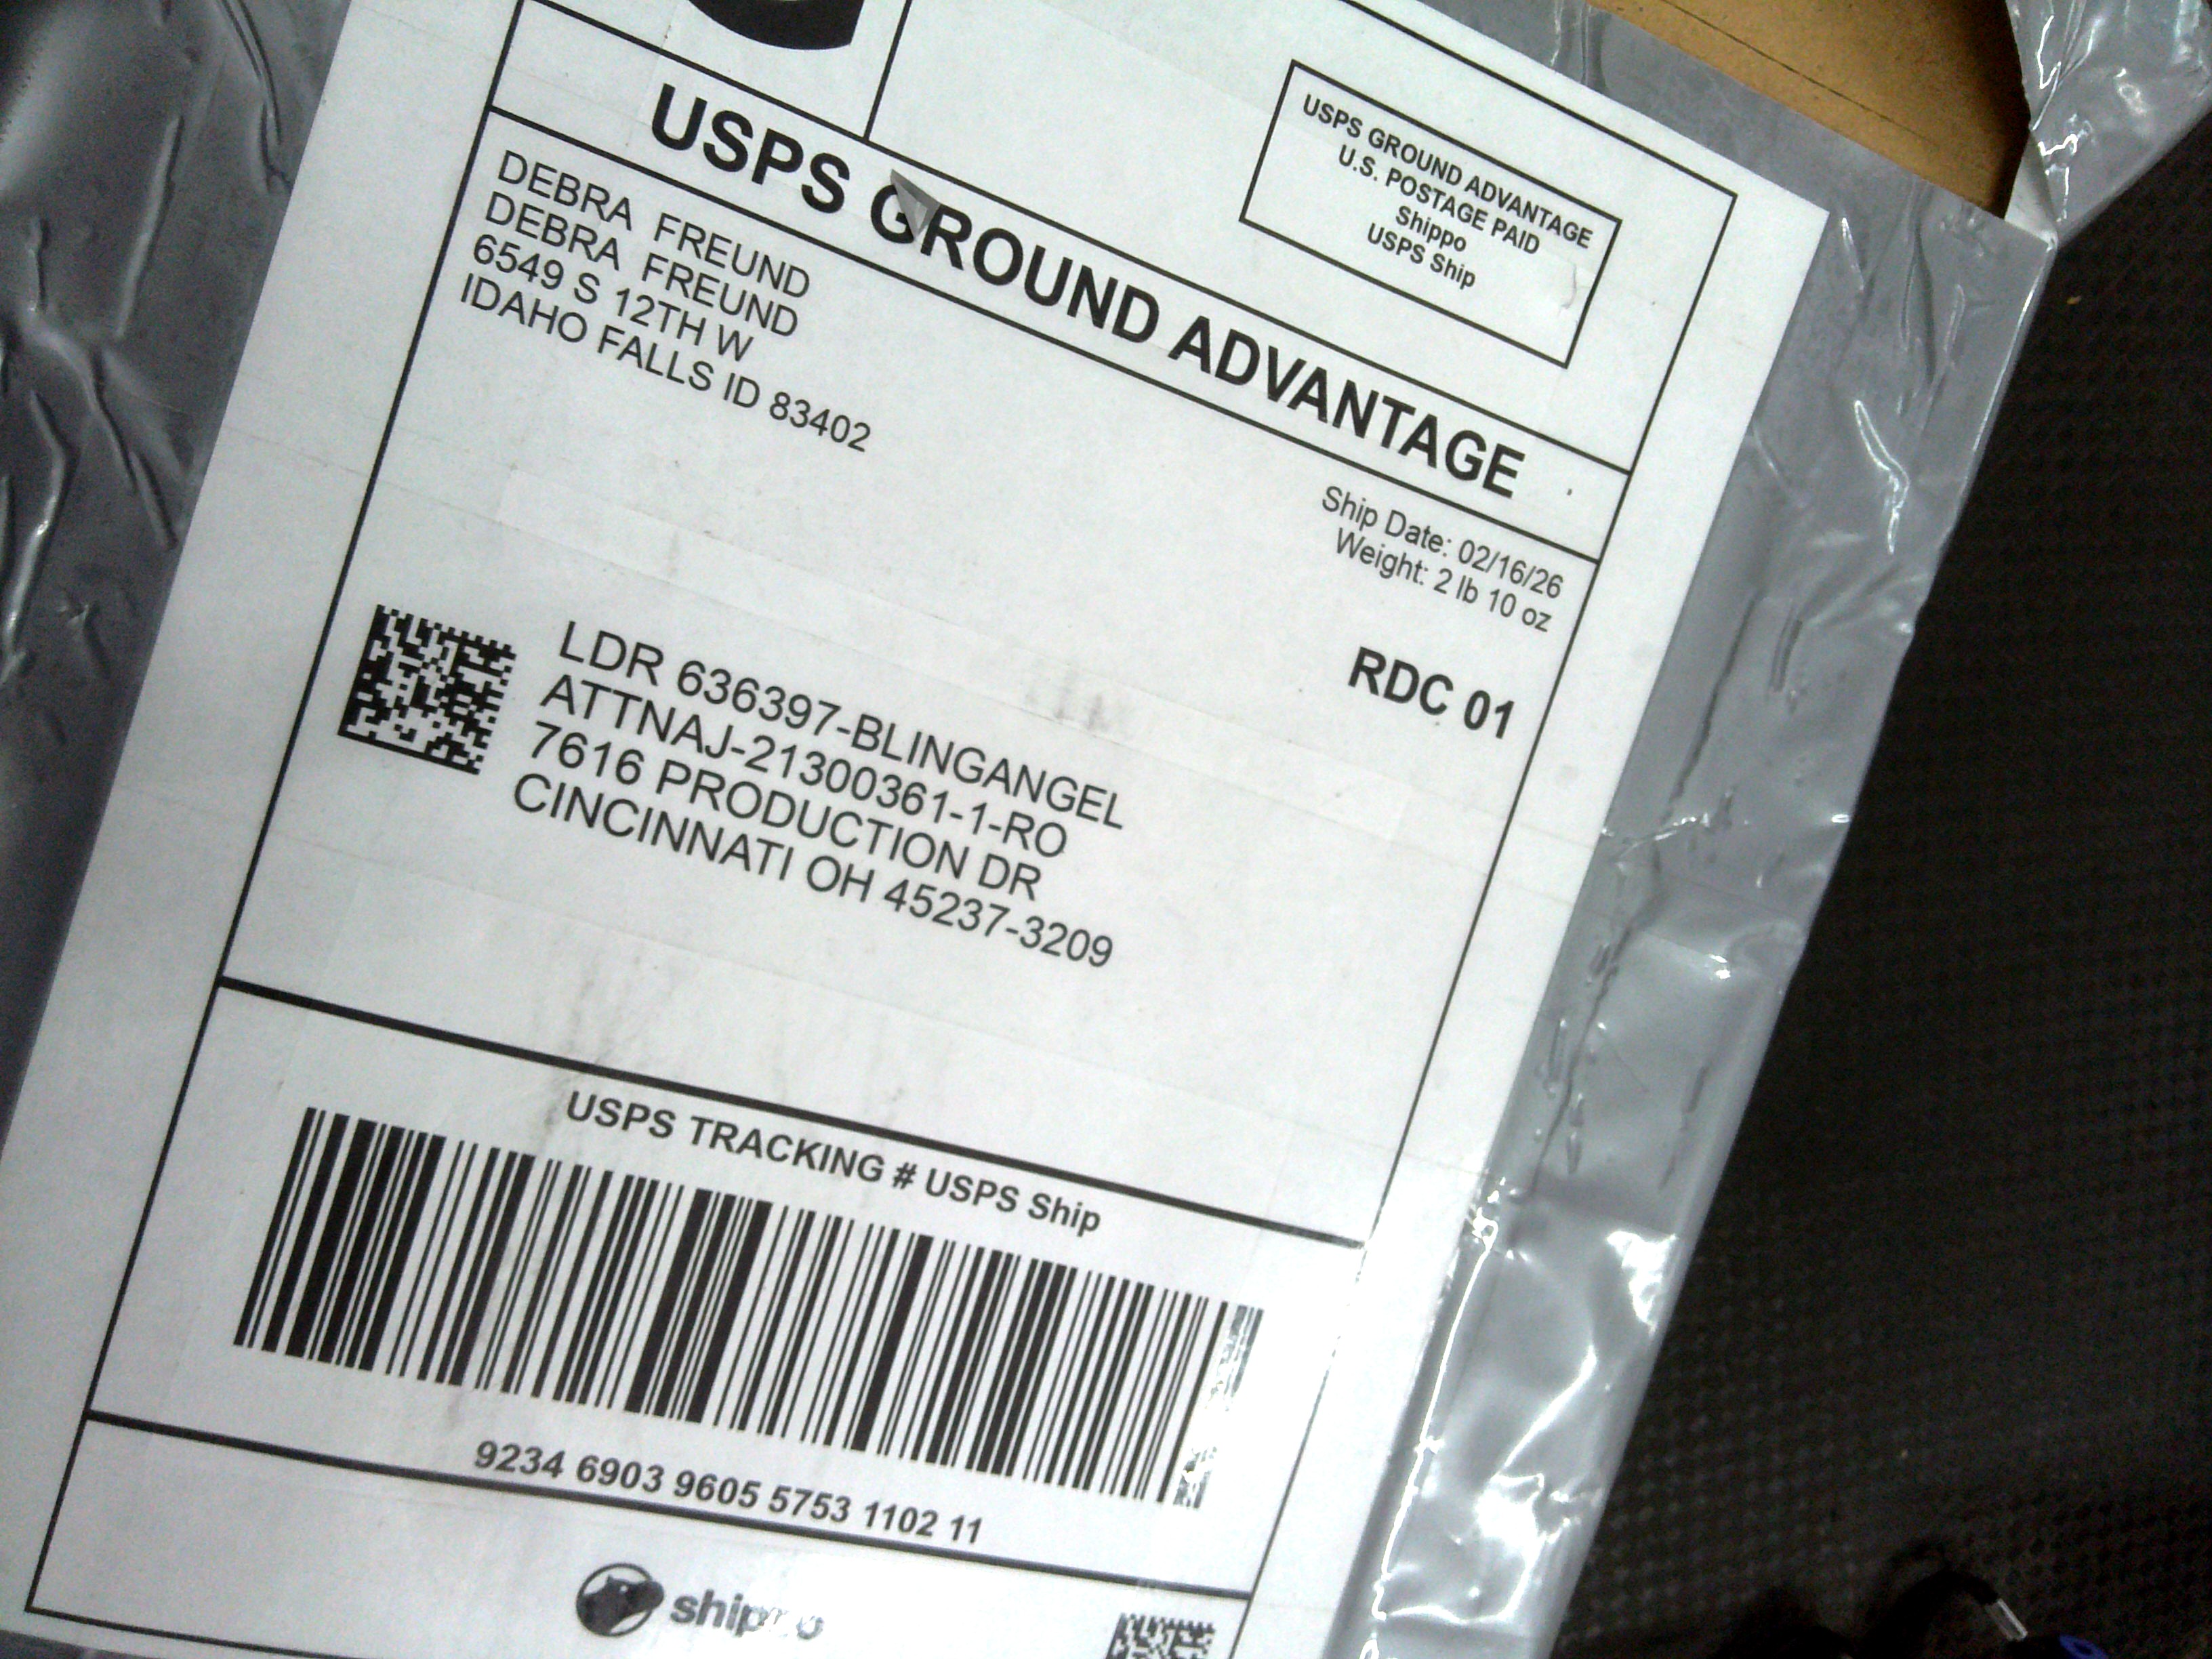 USPS GROUND ADVANTAGE
U.S. POSTAGE PAID
Shippo
USPS Ship
USPS GROUND ADVANTAGE
DEBRA FREUND
DEBRA FREUND
6549 S 12TH W
IDAHO FALLS ID 83402
Ship Date: 02/16/26
Weight: 2 lb 10 oz
RDC 01
LDR 636397-BLINGANGEL
ATTNAJ-21300361-1-RO
7616 PRODUCTION DR
CINCINNATI OH 45237-3209
USPS TRACKING # USPS Ship
9234 6903 9605 5753 1102 11
shippo